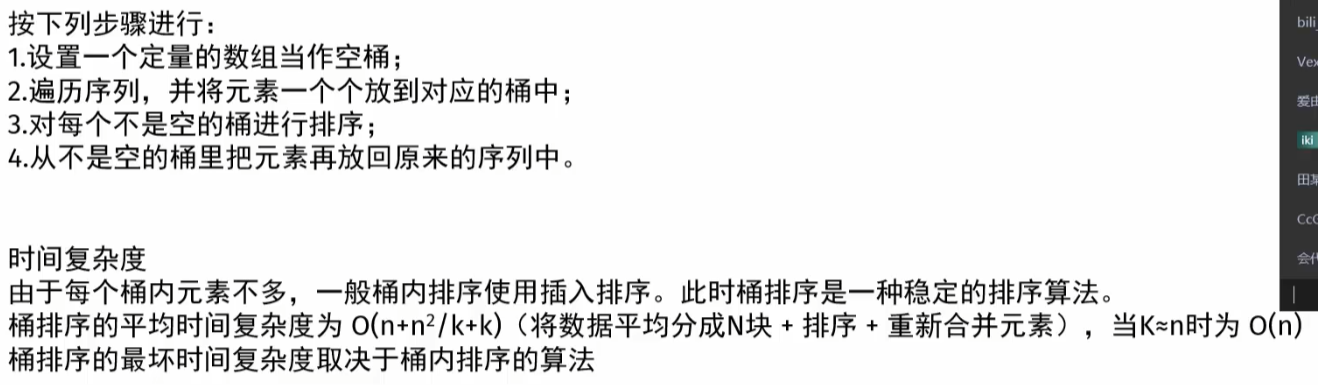 按下列步骤进行：
1.设置一个定量的数组当作空桶；
2.遍历序列，并将元素一个个放到对应的桶中；
3.对每个不是空的桶进行排序；
4.从不是空的桶里把元素再放回原来的序列中。
时间复杂度
由于每个桶内元素不多，一般桶内排序使用插入排序。此时桶排序是一种稳定的排序算法。
桶排序的平均时间复杂度为 O(n+n²/k+k)（将数据平均分成N块 + 排序 + 重新合并元素），当K≈n时为 O(n)
桶排序的最坏时间复杂度取决于桶内排序的算法
bili_
Vex
爱
iki
田
Cc
会